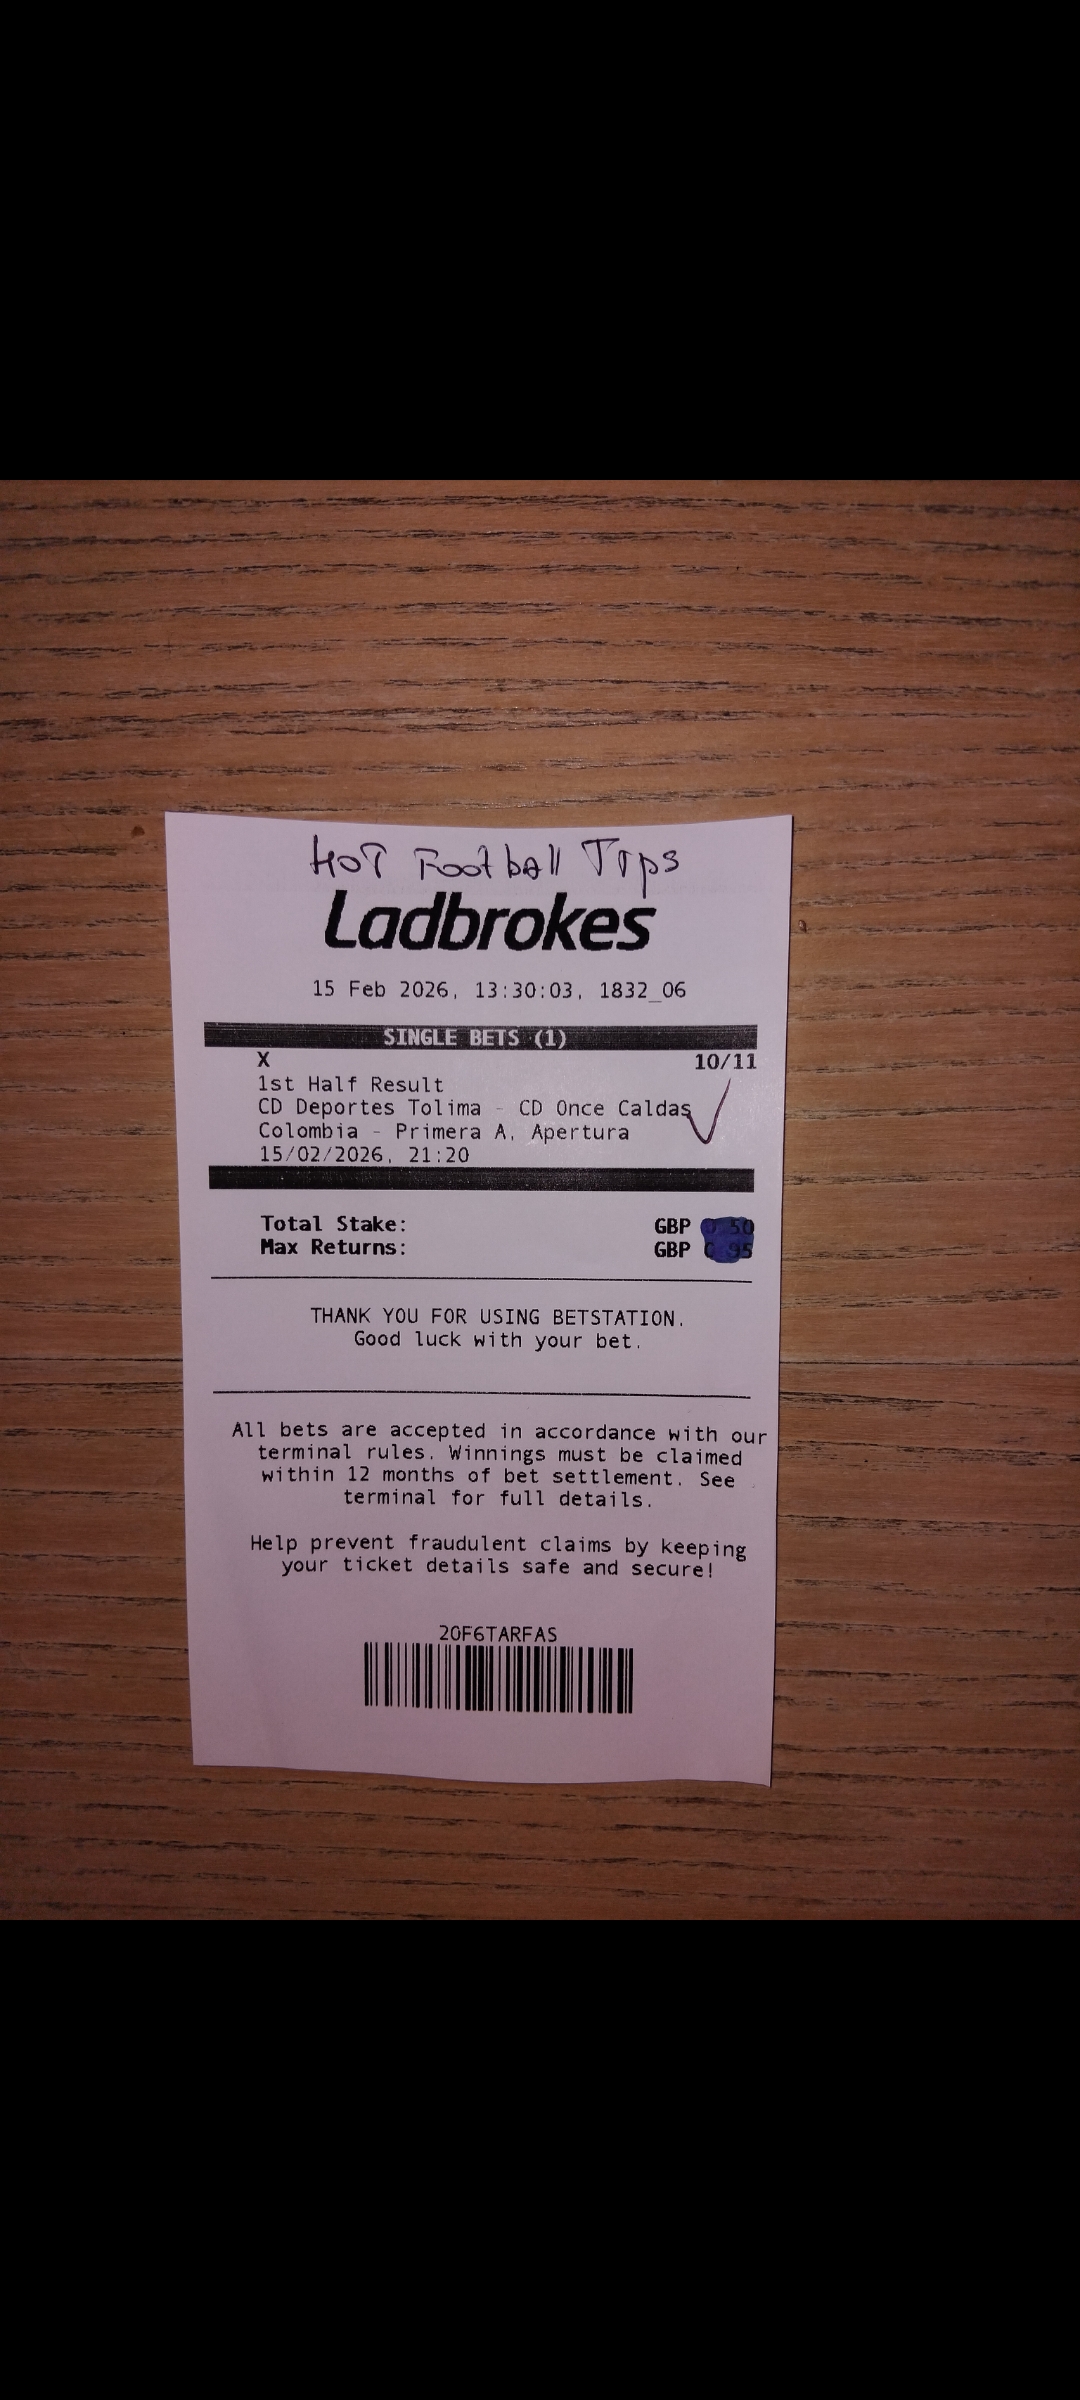 HOT Football Tips
Ladbrokes
15 Feb 2026, 13:30:03, 1832_06
SINGLE BETS (1)
X 10/11
1st Half Result
CD Deportes Tolima - CD Once Caldas
Colombia - Primera A, Apertura
15/02/2026, 21:20
Total Stake: GBP 0.50
Max Returns: GBP 0.95
THANK YOU FOR USING BETSTATION.
Good luck with your bet.
All bets are accepted in accordance with our
terminal rules. Winnings must be claimed
within 12 months of bet settlement. See
terminal for full details.
Help prevent fraudulent claims by keeping
your ticket details safe and secure!
20F6TARFAS